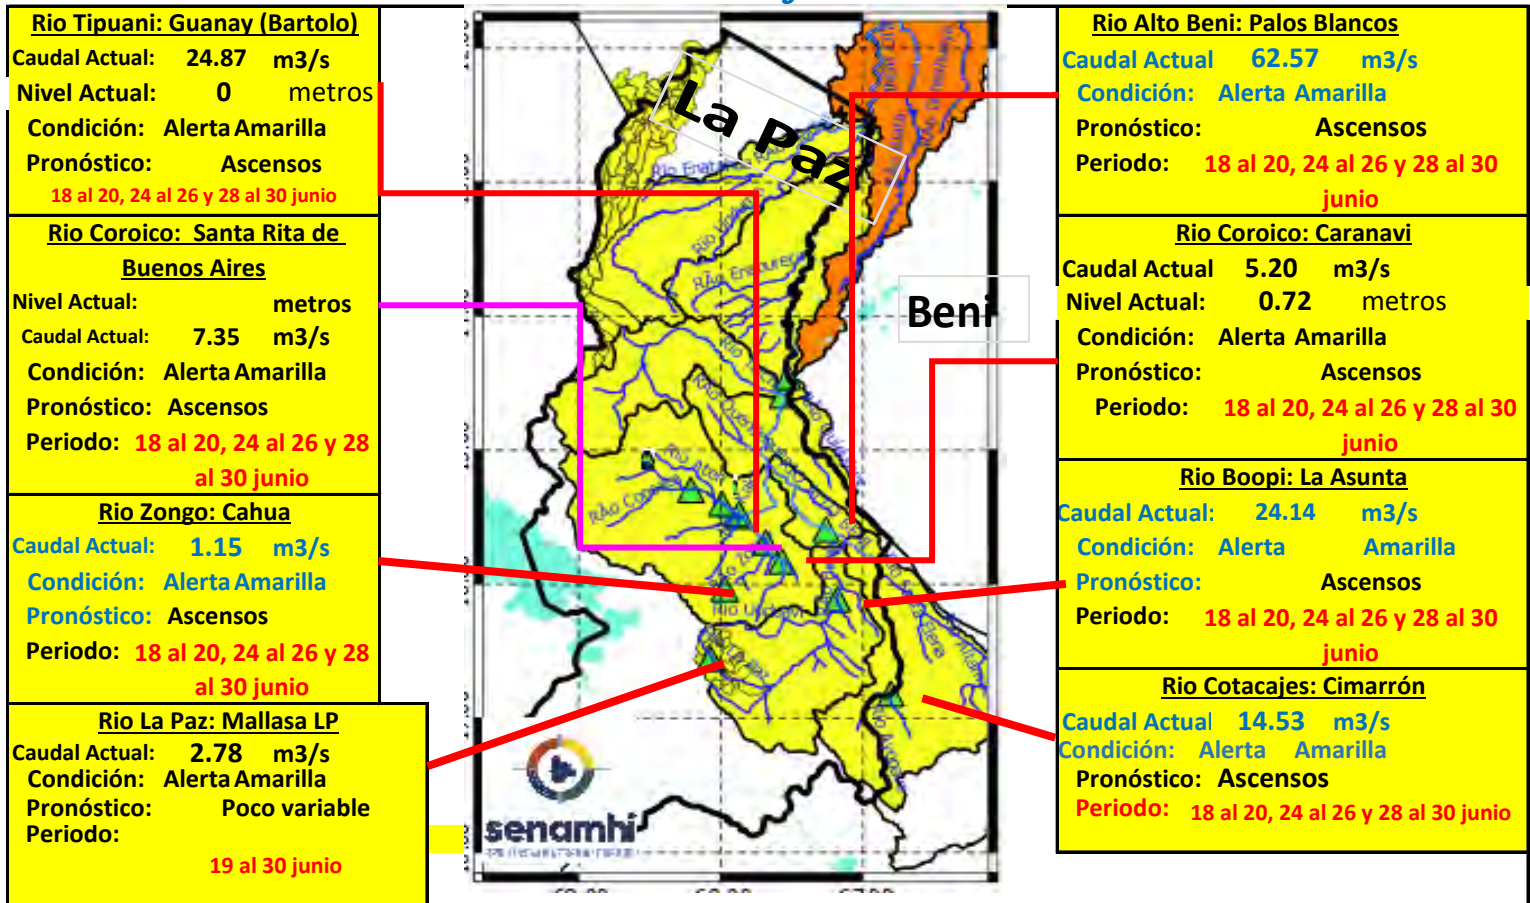 Rio Tipuani: Guanay (Bartolo)
Caudal Actual: 24.87 m3/s
Nivel Actual: 0 metros
Condición: Alerta Amarilla
Pronóstico: Ascensos
18 al 20, 24 al 26 y 28 al 30 junio
Rio Coroico: Santa Rita de
Buenos Aires
Nivel Actual: metros
Caudal Actual: 7.35 m3/s
Condición: Alerta Amarilla
Pronóstico: Ascensos
Periodo: 18 al 20, 24 al 26 y 28
al 30 junio
Rio Zongo: Cahua
Caudal Actual: 1.15 m3/s
Condición: Alerta Amarilla
Pronóstico: Ascensos
Periodo: 18 al 20, 24 al 26 y 28
al 30 junio
Rio La Paz: Mallasa LP
Caudal Actual: 2.78 m3/s
Condición: Alerta Amarilla
Pronóstico: Poco variable
Periodo:
19 al 30 junio
La Paz
Beni
senamhi
Rio Alto Beni: Palos Blancos
Caudal Actual 62.57 m3/s
Condición: Alerta Amarilla
Pronóstico: Ascensos
Periodo: 18 al 20, 24 al 26 y 28 al 30
junio
Rio Coroico: Caranavi
Caudal Actual 5.20 m3/s
Nivel Actual: 0.72 metros
Condición: Alerta Amarilla
Pronóstico: Ascensos
Periodo: 18 al 20, 24 al 26 y 28 al 30
junio
Rio Boopi: La Asunta
Caudal Actual: 24.14 m3/s
Condición: Alerta Amarilla
Pronóstico: Ascensos
Periodo: 18 al 20, 24 al 26 y 28 al 30
junio
Rio Cotacajes: Cimarrón
Caudal Actual 14.53 m3/s
Condición: Alerta Amarilla
Pronóstico: Ascensos
Periodo: 18 al 20, 24 al 26 y 28 al 30 junio